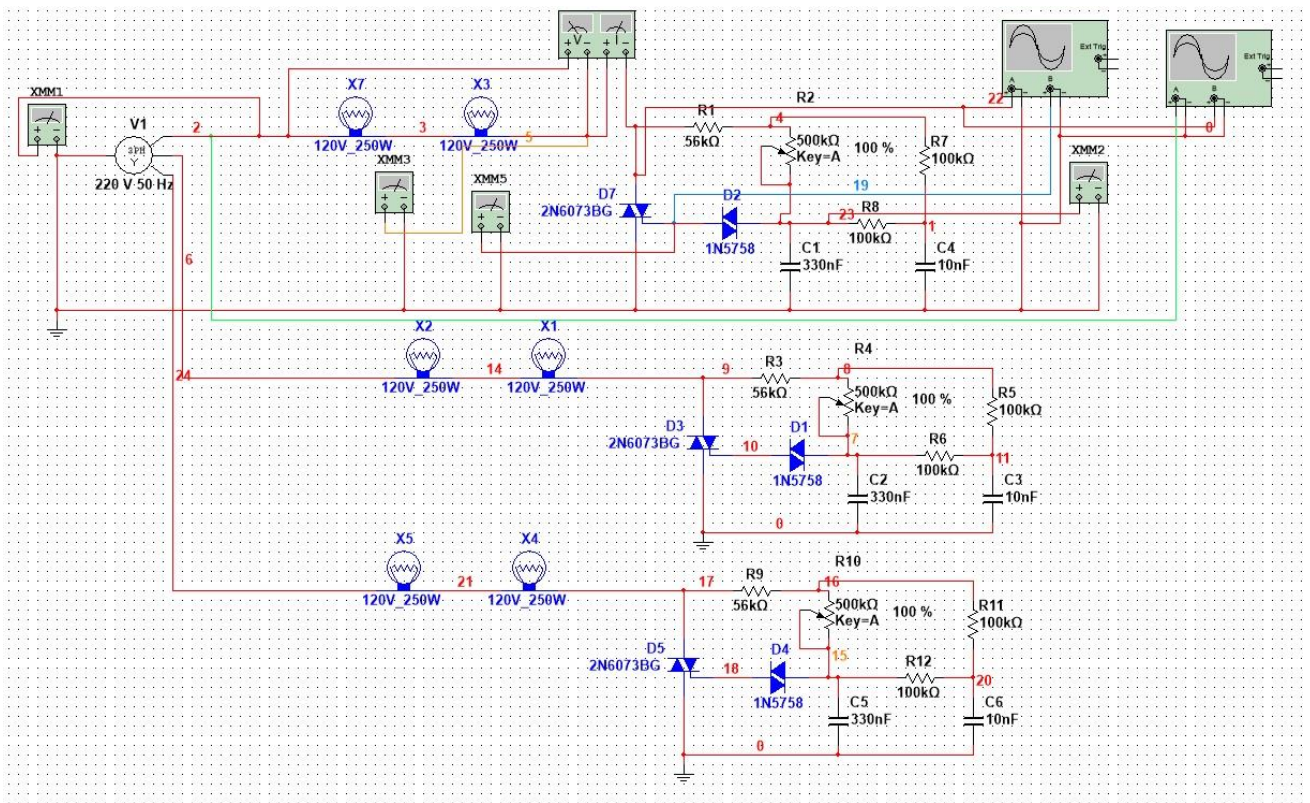 XMM1
V1
3PH
Y
220 V 50 Hz
2
X7
120V_250W
3
X3
120V_250W
5
V
I
XMM3
XMM5
R1
56kΩ
R2
4
500kΩ
Key=A
100 %
R7
100kΩ
D7
2N6073BG
D2
1N5758
19
23
R8
100kΩ
1
C1
330nF
C4
10nF
22
A
B
Ext Trig
A
B
Ext Trig
0
XMM2
6
24
X2
120V_250W
14
X1
120V_250W
9
R3
56kΩ
R4
8
500kΩ
Key=A
100 %
R5
100kΩ
D3
2N6073BG
10
D1
1N5758
7
R6
100kΩ
11
C2
330nF
C3
10nF
0
X5
120V_250W
21
X4
120V_250W
17
R9
56kΩ
R10
16
500kΩ
Key=A
100 %
R11
100kΩ
D5
2N6073BG
18
D4
1N5758
15
R12
100kΩ
20
C5
330nF
C6
10nF
0